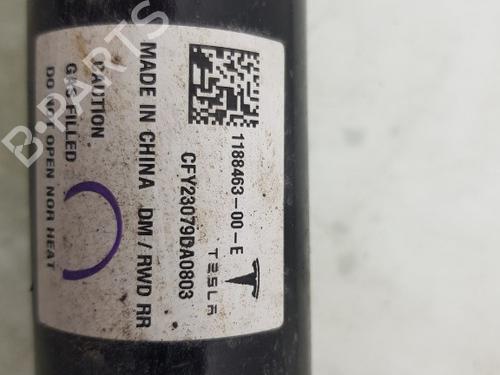 1188463-00-E
TESLA
CFY23079DA0803
MADE IN CHINA DM / RWD RR
CAUTION
GAS FILLED
DO NOT OPEN NOR HEAT
B-PARTS